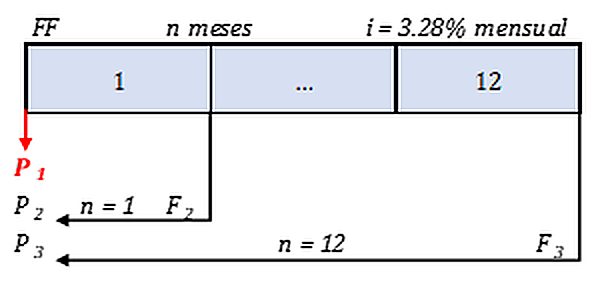 FF n meses i = 3.28% mensual
1 ... 12
P 1
P 2 n = 1 F 2
P 3 n = 12 F 3